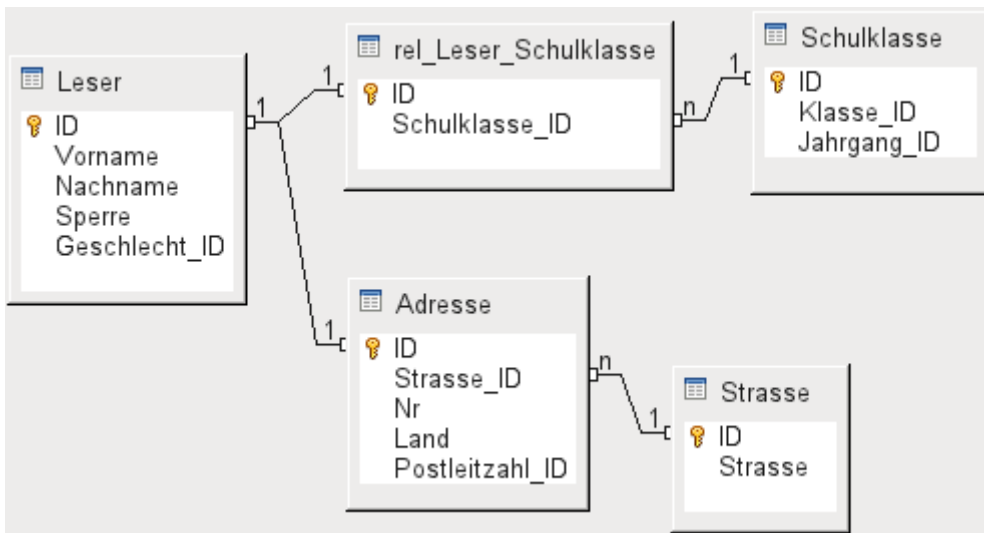 Leser
ID
Vorname
Nachname
Sperre
Geschlecht_ID
1
1
1
rel_Leser_Schulklasse
ID
Schulklasse_ID
n
1
Schulklasse
ID
Klasse_ID
Jahrgang_ID
Adresse
ID
Strasse_ID
Nr
Land
Postleitzahl_ID
n
1
Strasse
ID
Strasse